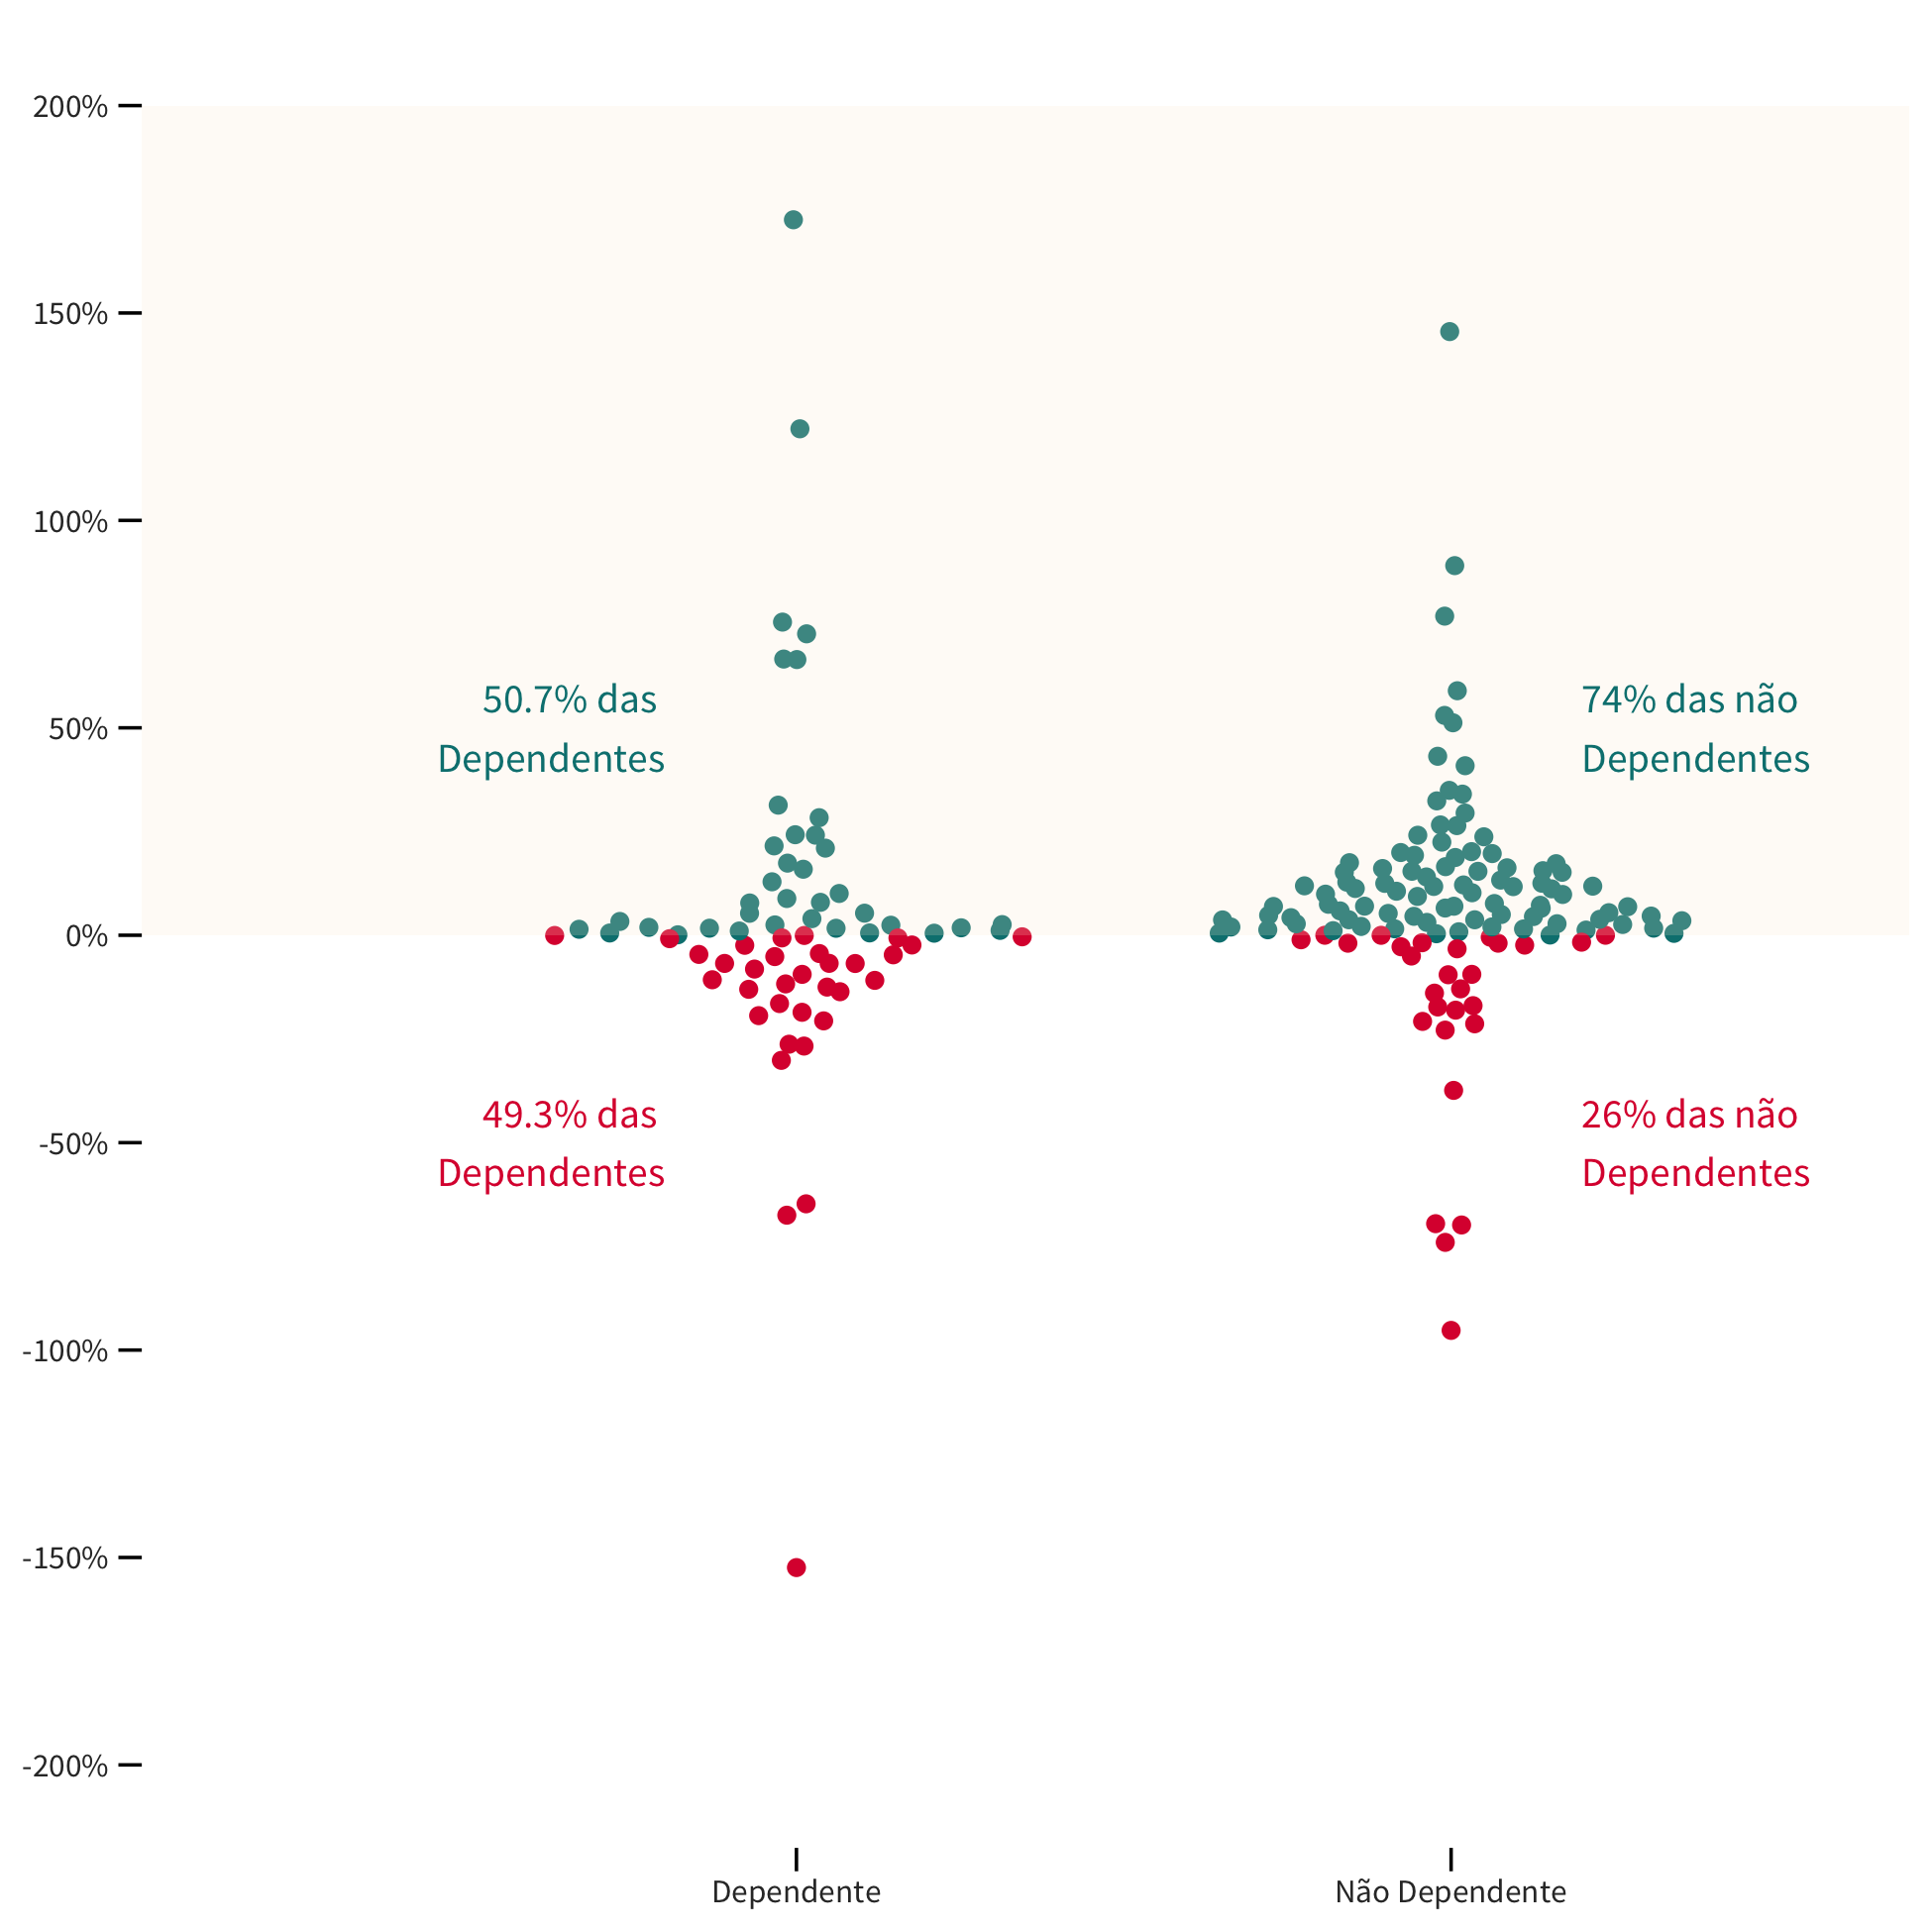 200%
150%
100%
50%
0%
-50%
-100%
-150%
-200%
50.7% das
Dependentes
74% das não
Dependentes
49.3% das
Dependentes
26% das não
Dependentes
Dependente
Não Dependente